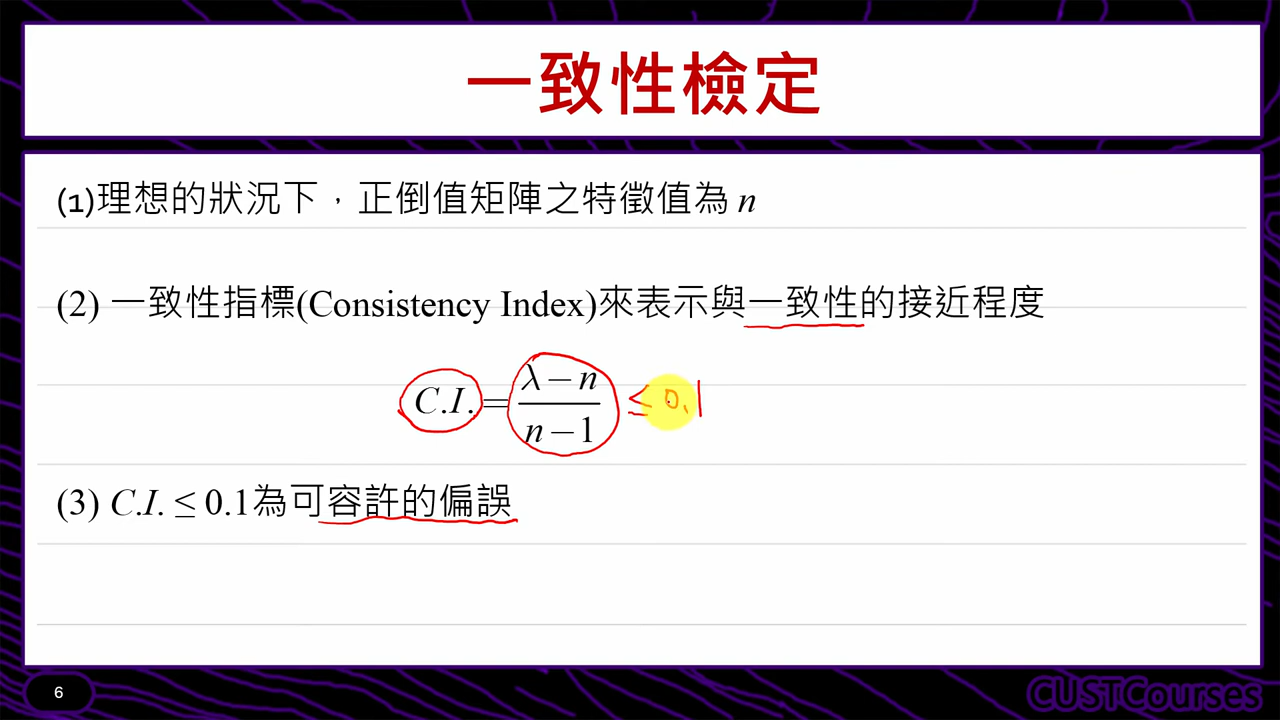 一致性檢定
(1)理想的狀況下，正倒值矩陣之特徵值為 n
(2) 一致性指標(Consistency Index)來表示與一致性的接近程度
C.I. = λ − n / n − 1 ≤ 0.1
(3) C.I. ≤ 0.1為可容許的偏誤
6
CUSTCourses